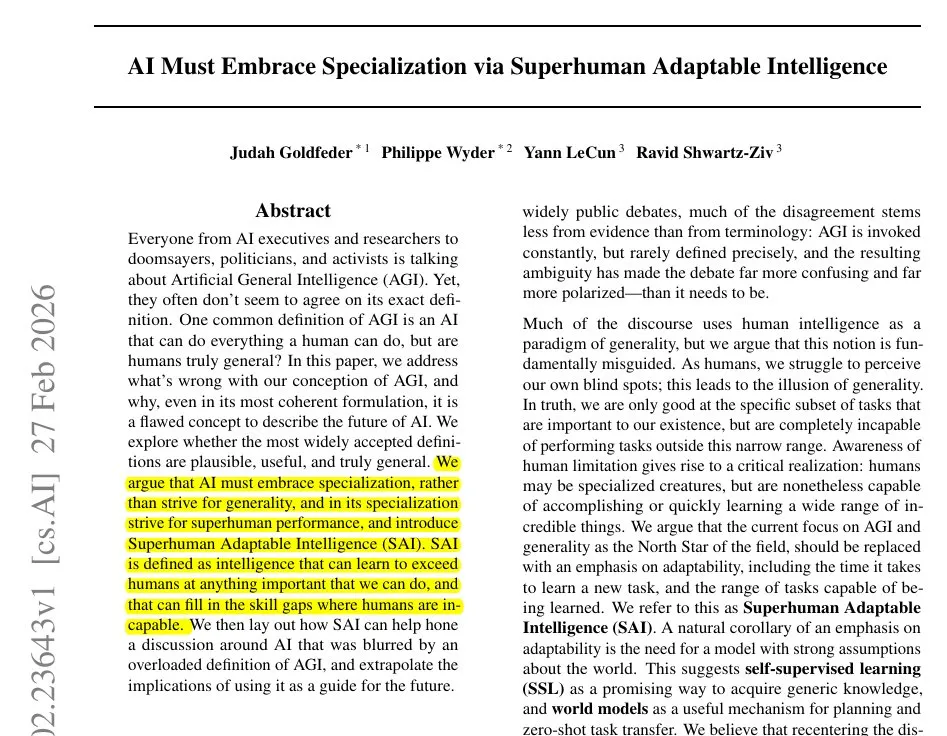 AI Must Embrace Specialization via Superhuman Adaptable Intelligence
Judah Goldfeder * 1 Philippe Wyder * 2 Yann LeCun 3 Ravid Shwartz-Ziv 3
Abstract
Everyone from AI executives and researchers to
doomsayers, politicians, and activists is talking
about Artificial General Intelligence (AGI). Yet,
they often don't seem to agree on its exact defi-
nition. One common definition of AGI is an AI
that can do everything a human can do, but are
humans truly general? In this paper, we address
what's wrong with our conception of AGI, and
why, even in its most coherent formulation, it is
a flawed concept to describe the future of AI. We
explore whether the most widely accepted defini-
tions are plausible, useful, and truly general. We
argue that AI must embrace specialization, rather
than strive for generality, and in its specialization
strive for superhuman performance, and introduce
Superhuman Adaptable Intelligence (SAI). SAI
is defined as intelligence that can learn to exceed
humans at anything important that we can do, and
that can fill in the skill gaps where humans are in-
capable. We then lay out how SAI can help hone
a discussion around AI that was blurred by an
overloaded definition of AGI, and extrapolate the
implications of using it as a guide for the future.
widely public debates, much of the disagreement stems
less from evidence than from terminology: AGI is invoked
constantly, but rarely defined precisely, and the resulting
ambiguity has made the debate far more confusing and far
more polarized—than it needs to be.
Much of the discourse uses human intelligence as a
paradigm of generality, but we argue that this notion is fun-
damentally misguided. As humans, we struggle to perceive
our own blind spots; this leads to the illusion of generality.
In truth, we are only good at the specific subset of tasks that
are important to our existence, but are completely incapable
of performing tasks outside this narrow range. Awareness of
human limitation gives rise to a critical realization: humans
may be specialized creatures, but are nonetheless capable
of accomplishing or quickly learning a wide range of in-
credible things. We argue that the current focus on AGI and
generality as the North Star of the field, should be replaced
with an emphasis on adaptability, including the time it takes
to learn a new task, and the range of tasks capable of be-
ing learned. We refer to this as Superhuman Adaptable
Intelligence (SAI). A natural corollary of an emphasis on
adaptability is the need for a model with strong assumptions
about the world. This suggests self-supervised learning
(SSL) as a promising way to acquire generic knowledge,
and world models as a useful mechanism for planning and
zero-shot task transfer. We believe that recentering the dis-
02.23643v1 [cs.AI] 27 Feb 2026